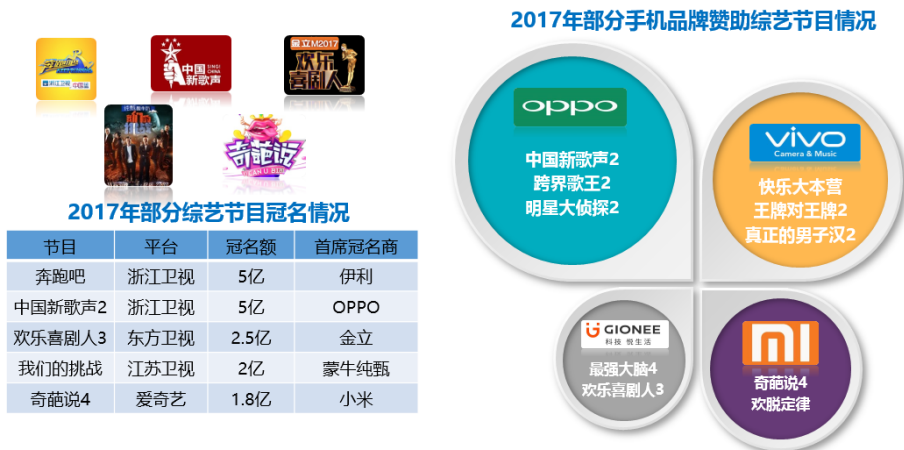 浙江卫视
中国
新歌声
SING!
CHINA
金立M2017
欢乐
喜剧人
奇葩说
2017年部分综艺节目冠名情况
节目 平台 冠名额 首席冠名商
奔跑吧 浙江卫视 5亿 伊利
中国新歌声2 浙江卫视 5亿 OPPO
欢乐喜剧人3 东方卫视 2.5亿 金立
我们的挑战 江苏卫视 2亿 蒙牛纯甄
奇葩说4 爱奇艺 1.8亿 小米
2017年部分手机品牌赞助综艺节目情况
oppo
中国新歌声2
跨界歌王2
明星大侦探2
vivo
Camera & Music
快乐大本营
王牌对王牌2
真正的男子汉2
GIONEE
科技 悦生活
最强大脑4
欢乐喜剧人3
MI
奇葩说4
欢脱定律